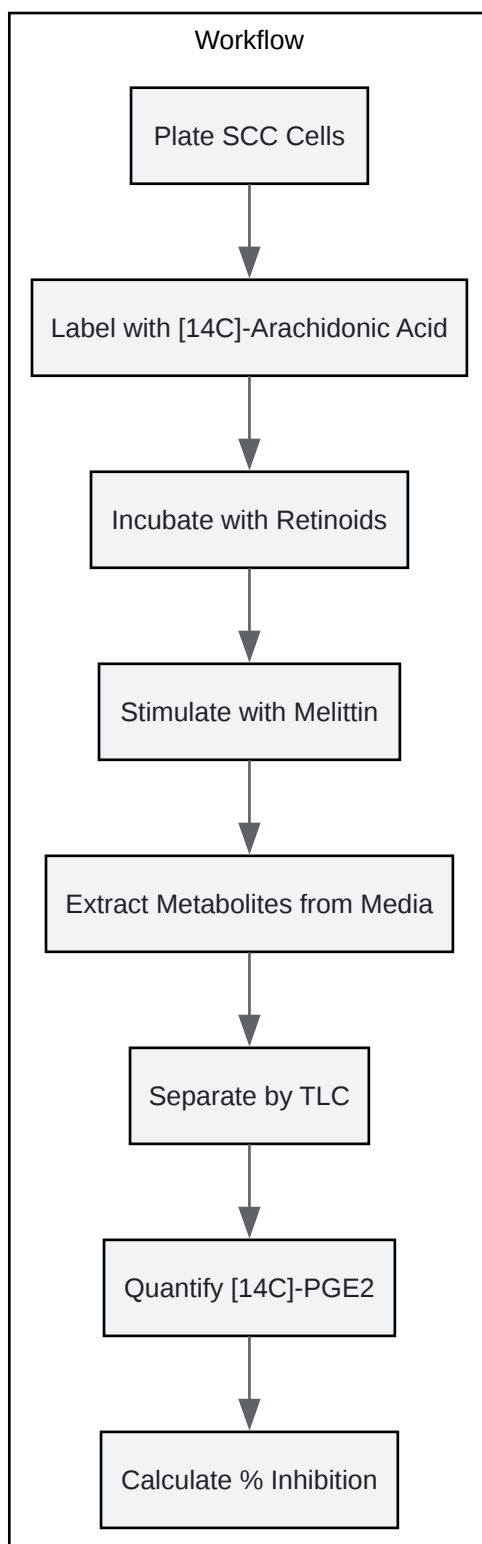 Workflow
Plate SCC Cells
Label with [14C]-Arachidonic Acid
Incubate with Retinoids
Stimulate with Melittin
Extract Metabolites from Media
Separate by TLC
Quantify [14C]-PGE2
Calculate % Inhibition